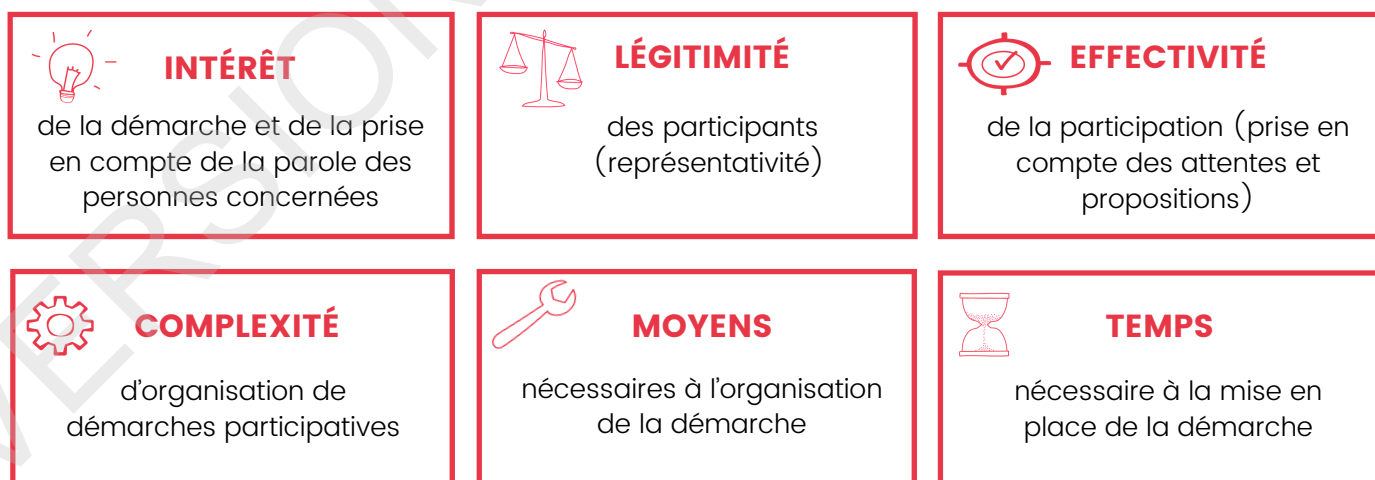 INTÉRÊT
de la démarche et de la prise
en compte de la parole des
personnes concernées
LÉGITIMITÉ
des participants
(représentativité)
EFFECTIVITÉ
de la participation (prise en
compte des attentes et
propositions)
COMPLEXITÉ
d'organisation de
démarches participatives
MOYENS
nécessaires à l'organisation
de la démarche
TEMPS
nécessaire à la mise en
place de la démarche
VERSION